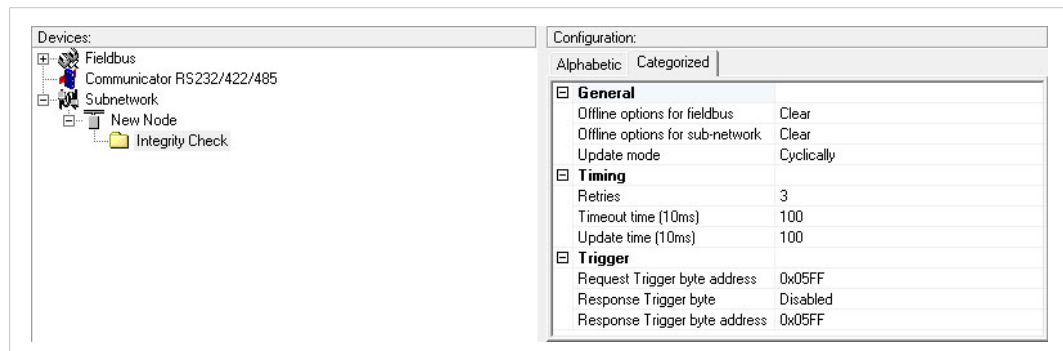 Devices:
Fieldbus
Communicator RS232/422/485
Subnetwork
New Node
Integrity Check
Configuration:
Alphabetic Categorized
General
Offline options for fieldbus Clear
Offline options for sub-network Clear
Update mode Cyclically
Timing
Retries 3
Timeout time (10ms) 100
Update time (10ms) 100
Trigger
Request Trigger byte address 0x05FF
Response Trigger byte Disabled
Response Trigger byte address 0x05FF